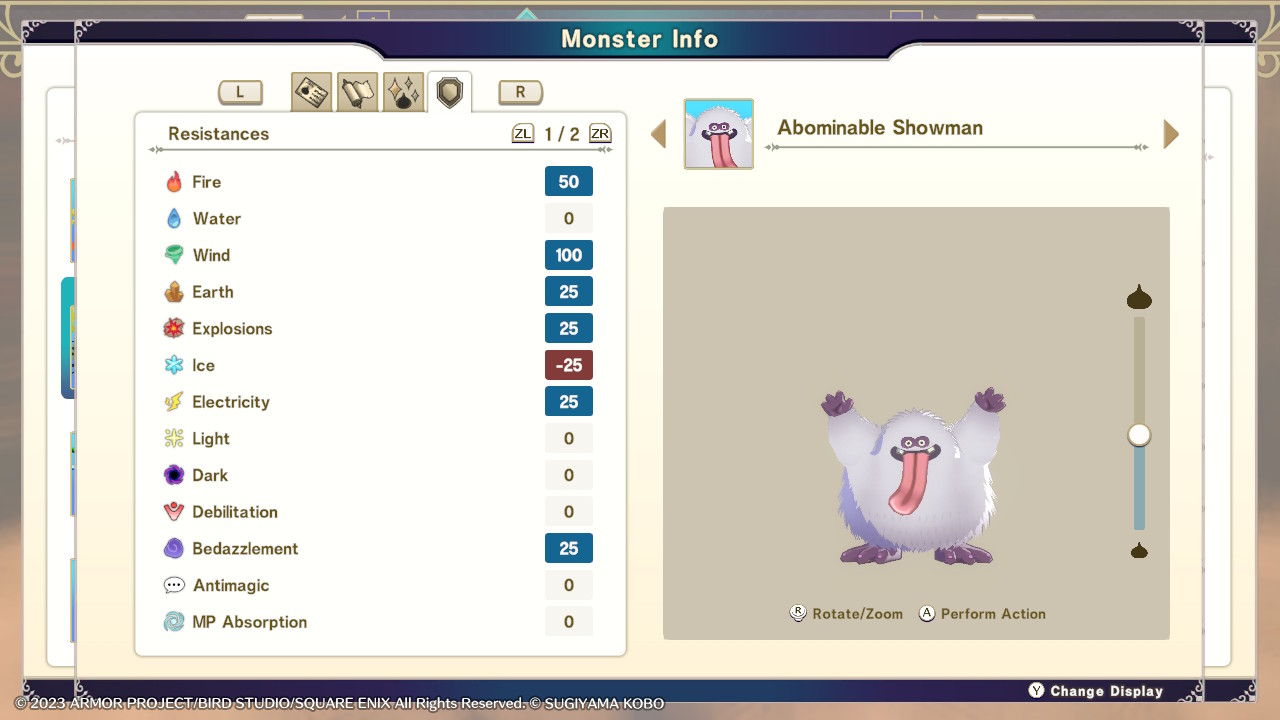 Monster Info
L
R
Resistances
ZL 1 / 2 ZR
Fire 50
Water 0
Wind 100
Earth 25
Explosions 25
Ice -25
Electricity 25
Light 0
Dark 0
Debilitation 0
Bedazzlement 25
Antimagic 0
MP Absorption 0
Abominable Showman
R Rotate/Zoom A Perform Action
Y Change Display
© 2023 ARMOR PROJECT/BIRD STUDIO/SQUARE ENIX All Rights Reserved. © SUGIYAMA KOBO